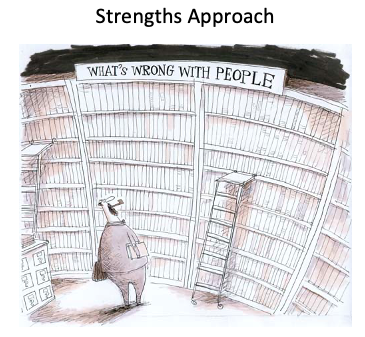 Strengths Approach
WHAT'S WRONG WITH PEOPLE